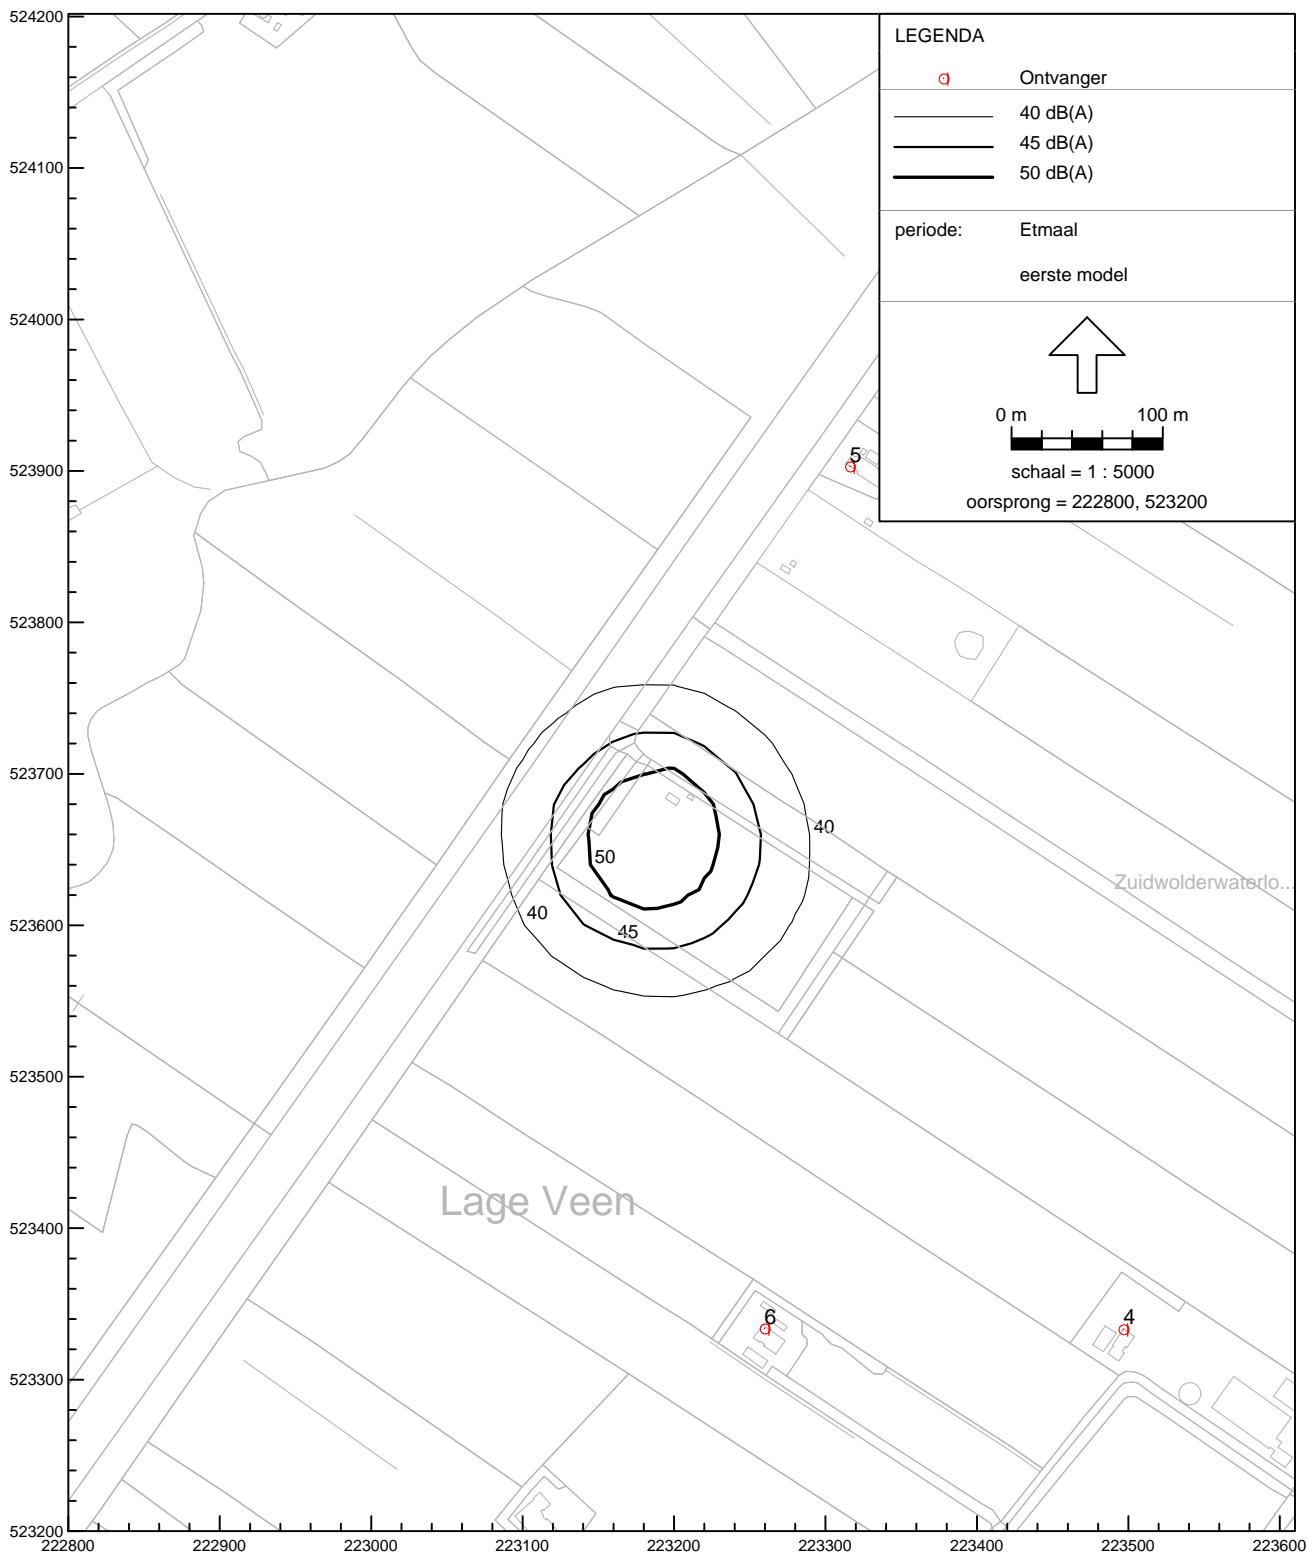 524200
LEGENDA
Ontvanger
40 dB(A)
45 dB(A)
50 dB(A)
524100
periode: Etmaal
eerste model
524000
0 m 100 m
5
523900
schaal = 1 : 5000
oorsprong = 222800, 523200
523800
523700
40
50
Zuidwolderwaterlo...
40
45
523600
523500
Lage Veen
523400
6
4
523300
523200
222800 222900 223000 223100 223200 223300 223400 223500 223600